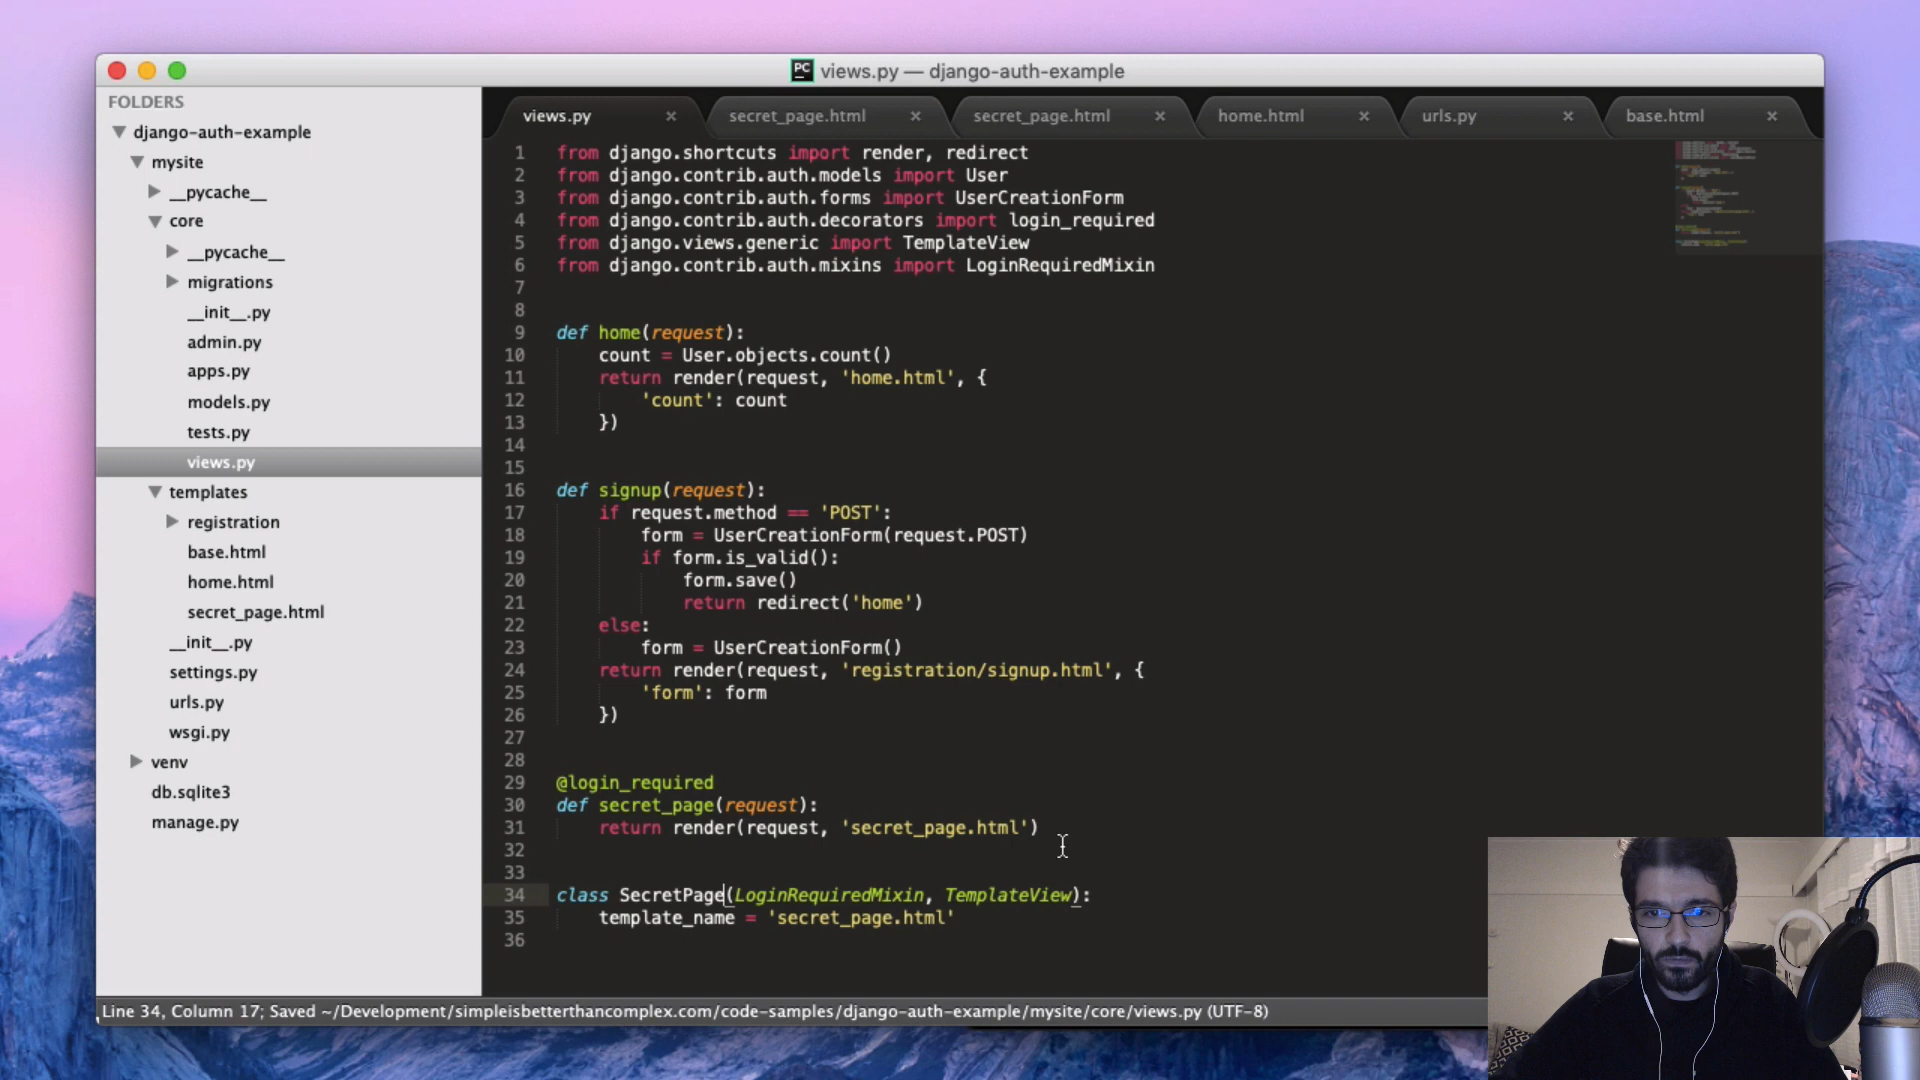 PC views.py — django-auth-example
FOLDERS
django-auth-example
mysite
__pycache__
core
__pycache__
migrations
__init__.py
admin.py
apps.py
models.py
tests.py
views.py
templates
registration
base.html
home.html
secret_page.html
__init__.py
settings.py
urls.py
wsgi.py
venv
db.sqlite3
manage.py
views.py × secret_page.html × secret_page.html × home.html × urls.py × base.html ×
1 from django.shortcuts import render, redirect
2 from django.contrib.auth.models import User
3 from django.contrib.auth.forms import UserCreationForm
4 from django.contrib.auth.decorators import login_required
5 from django.views.generic import TemplateView
6 from django.contrib.auth.mixins import LoginRequiredMixin
7
8
9 def home(request):
10 count = User.objects.count()
11 return render(request, 'home.html', {
12 'count': count
13 })
14
15
16 def signup(request):
17 if request.method == 'POST':
18 form = UserCreationForm(request.POST)
19 if form.is_valid():
20 form.save()
21 return redirect('home')
22 else:
23 form = UserCreationForm()
24 return render(request, 'registration/signup.html', {
25 'form': form
26 })
27
28
29 @login_required
30 def secret_page(request):
31 return render(request, 'secret_page.html')
32
33
34 class SecretPage(LoginRequiredMixin, TemplateView):
35 template_name = 'secret_page.html'
36
Line 34, Column 17; Saved ~/Development/simpleisbetterthancomplex.com/code-samples/django-auth-example/mysite/core/views.py (UTF-8)